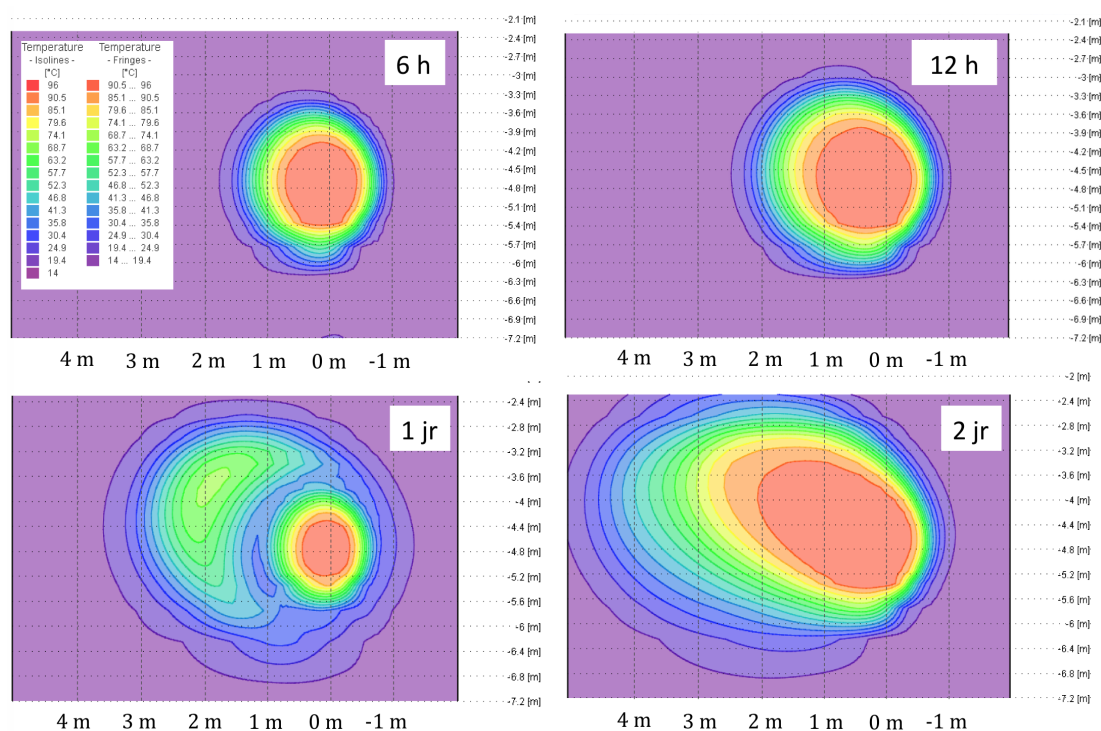 Temperature Temperature
- Isolines - - Fringes -
[°C] [°C]
96 90.5 ... 96
90.5 85.1 ... 90.5
85.1 79.6 ... 85.1
79.6 74.1 ... 79.6
74.1 68.7 ... 74.1
68.7 63.2 ... 68.7
63.2 57.7 ... 63.2
57.7 52.3 ... 57.7
52.3 46.8 ... 52.3
46.8 41.3 ... 46.8
41.3 35.8 ... 41.3
35.8 30.4 ... 35.8
30.4 24.9 ... 30.4
24.9 19.4 ... 24.9
19.4 14 ... 19.4
14
6 h
-2.1 [m]
-2.4 [m]
-2.7 [m]
-3 [m]
-3.3 [m]
-3.6 [m]
-3.9 [m]
-4.2 [m]
-4.5 [m]
-4.8 [m]
-5.1 [m]
-5.4 [m]
-5.7 [m]
-6 [m]
-6.3 [m]
-6.6 [m]
-6.9 [m]
-7.2 [m]
4 m 3 m 2 m 1 m 0 m -1 m
12 h
-2.1 [m]
-2.4 [m]
-2.7 [m]
-3 [m]
-3.3 [m]
-3.6 [m]
-3.9 [m]
-4.2 [m]
-4.5 [m]
-4.8 [m]
-5.1 [m]
-5.4 [m]
-5.7 [m]
-6 [m]
-6.3 [m]
-6.6 [m]
-6.9 [m]
-7.2 [m]
4 m 3 m 2 m 1 m 0 m -1 m
1 jr
-2.4 [m]
-2.8 [m]
-3.2 [m]
-3.6 [m]
-4 [m]
-4.4 [m]
-4.8 [m]
-5.2 [m]
-5.6 [m]
-6 [m]
-6.4 [m]
-6.8 [m]
-7.2 [m]
4 m 3 m 2 m 1 m 0 m -1 m
2 jr
-2 [m]
-2.4 [m]
-2.8 [m]
-3.2 [m]
-3.6 [m]
-4 [m]
-4.4 [m]
-4.8 [m]
-5.2 [m]
-5.6 [m]
-6 [m]
-6.4 [m]
-6.8 [m]
-7.2 [m]
4 m 3 m 2 m 1 m 0 m -1 m